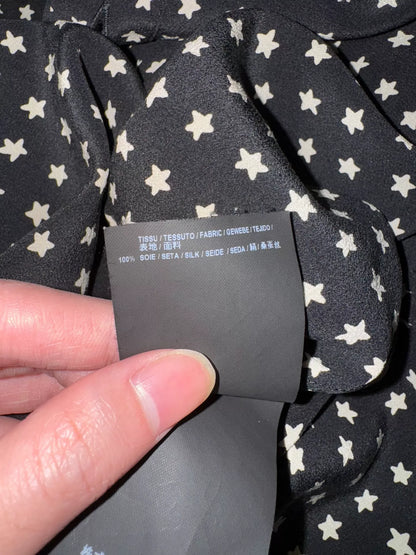 TISSU / TESSUTO / FABRIC / GEWEBE / TEJIDO /
表地 / 面料
100% SOIE / SETA / SILK / SEIDE / SEDA / 絹 / 桑蚕丝